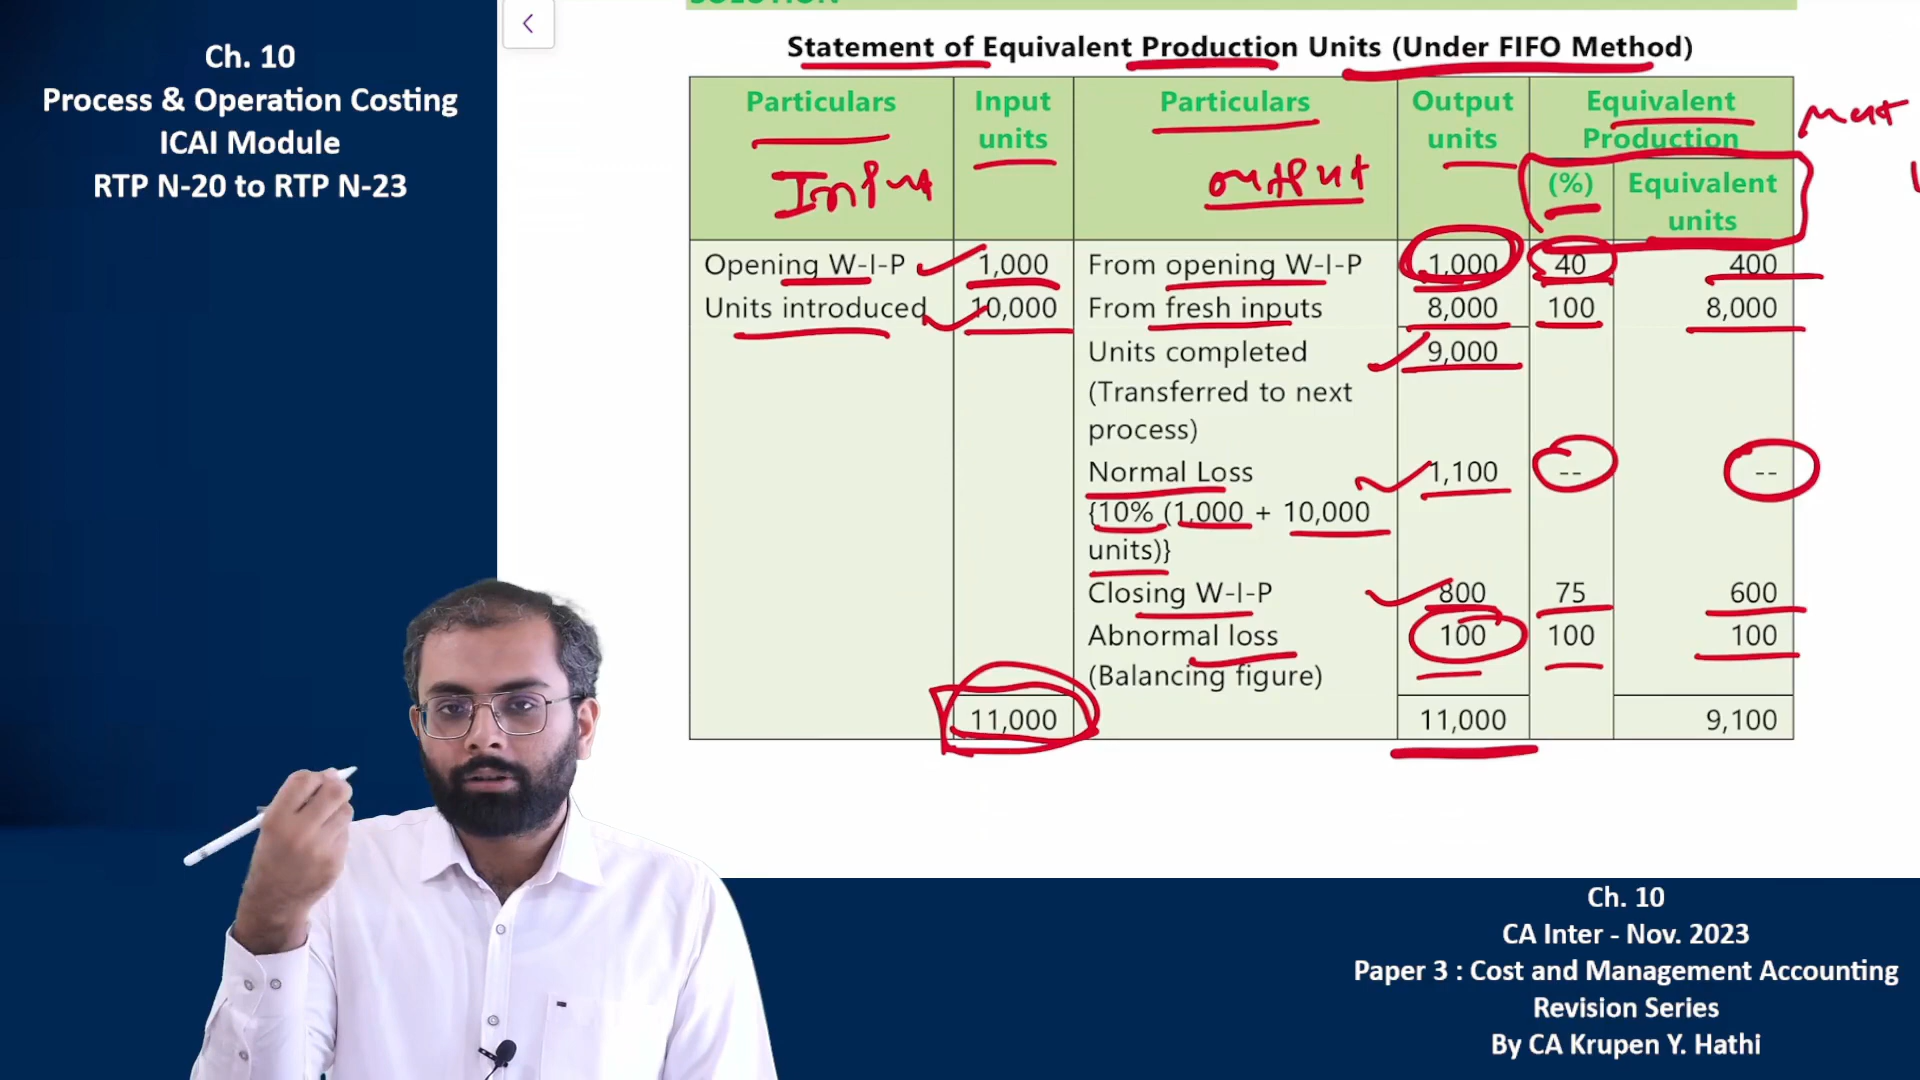 Ch. 10
Process & Operation Costing
ICAI Module
RTP N-20 to RTP N-23
SOLUTION
Statement of Equivalent Production Units (Under FIFO Method)
Particulars Input units Particulars Output units Equivalent Production
(%) Equivalent units
Input output
Opening W-I-P 1,000 From opening W-I-P 1,000 40 400
Units introduced 10,000 From fresh inputs 8,000 100 8,000
Units completed 9,000
(Transferred to next
process)
Normal Loss 1,100 -- --
{10% (1,000 + 10,000
units)}
Closing W-I-P 800 75 600
Abnormal loss 100 100 100
(Balancing figure)
11,000 11,000 9,100
Ch. 10
CA Inter - Nov. 2023
Paper 3 : Cost and Management Accounting
Revision Series
By CA Krupen Y. Hathi